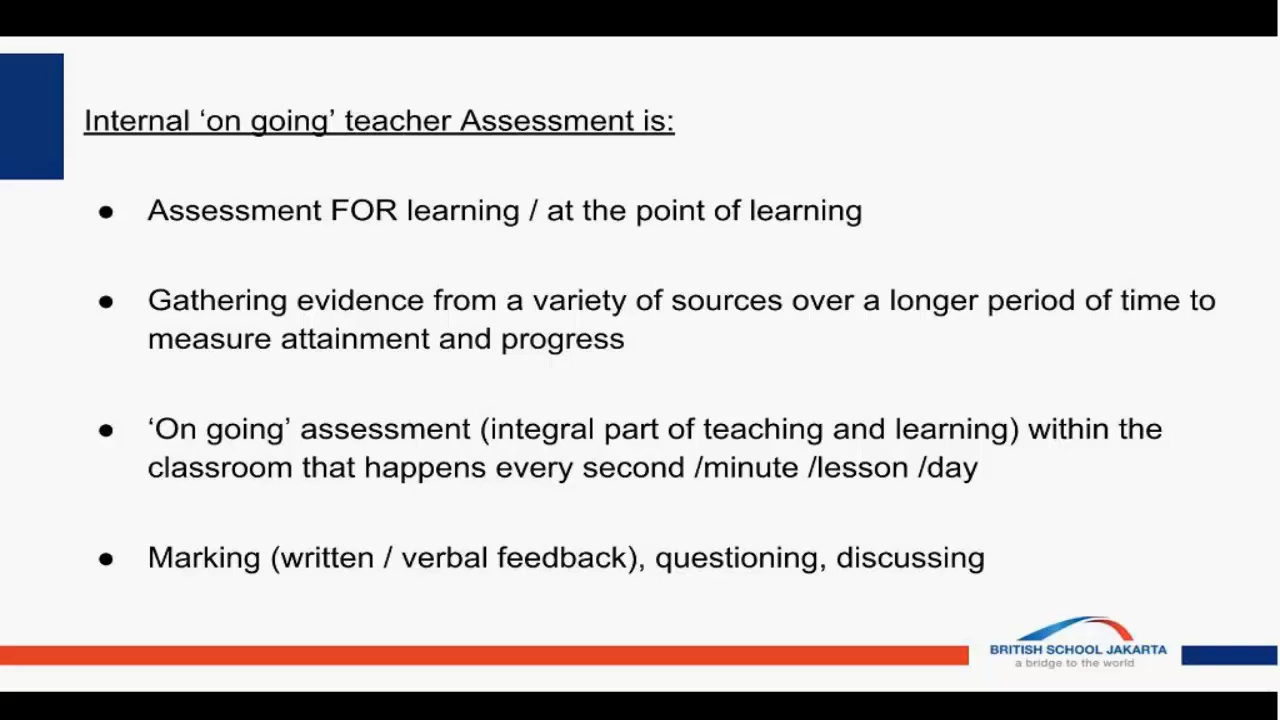 Internal ‘on going’ teacher Assessment is:
● Assessment FOR learning / at the point of learning
● Gathering evidence from a variety of sources over a longer period of time to
measure attainment and progress
● ‘On going’ assessment (integral part of teaching and learning) within the
classroom that happens every second /minute /lesson /day
● Marking (written / verbal feedback), questioning, discussing
BRITISH SCHOOL JAKARTA
a bridge to the world